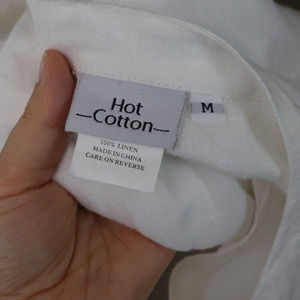 Hot
Cotton
M
100% LINEN
MADE IN CHINA
CARE ON REVERSE